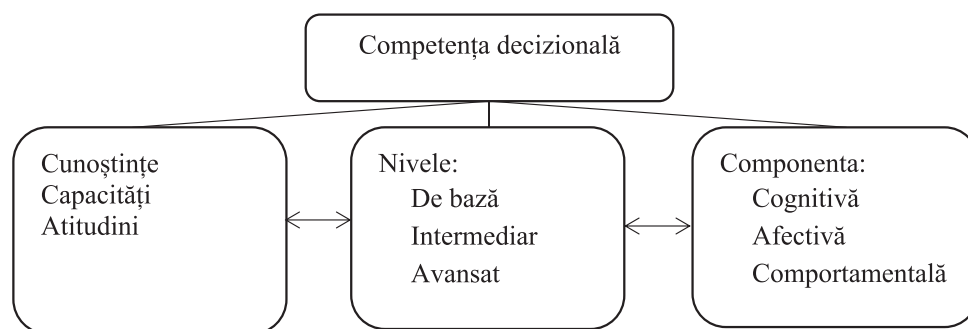 Competența decizională
Cunoștințe
Capacități
Atitudini
Nivele:
De bază
Intermediar
Avansat
Componenta:
Cognitivă
Afectivă
Comportamentală